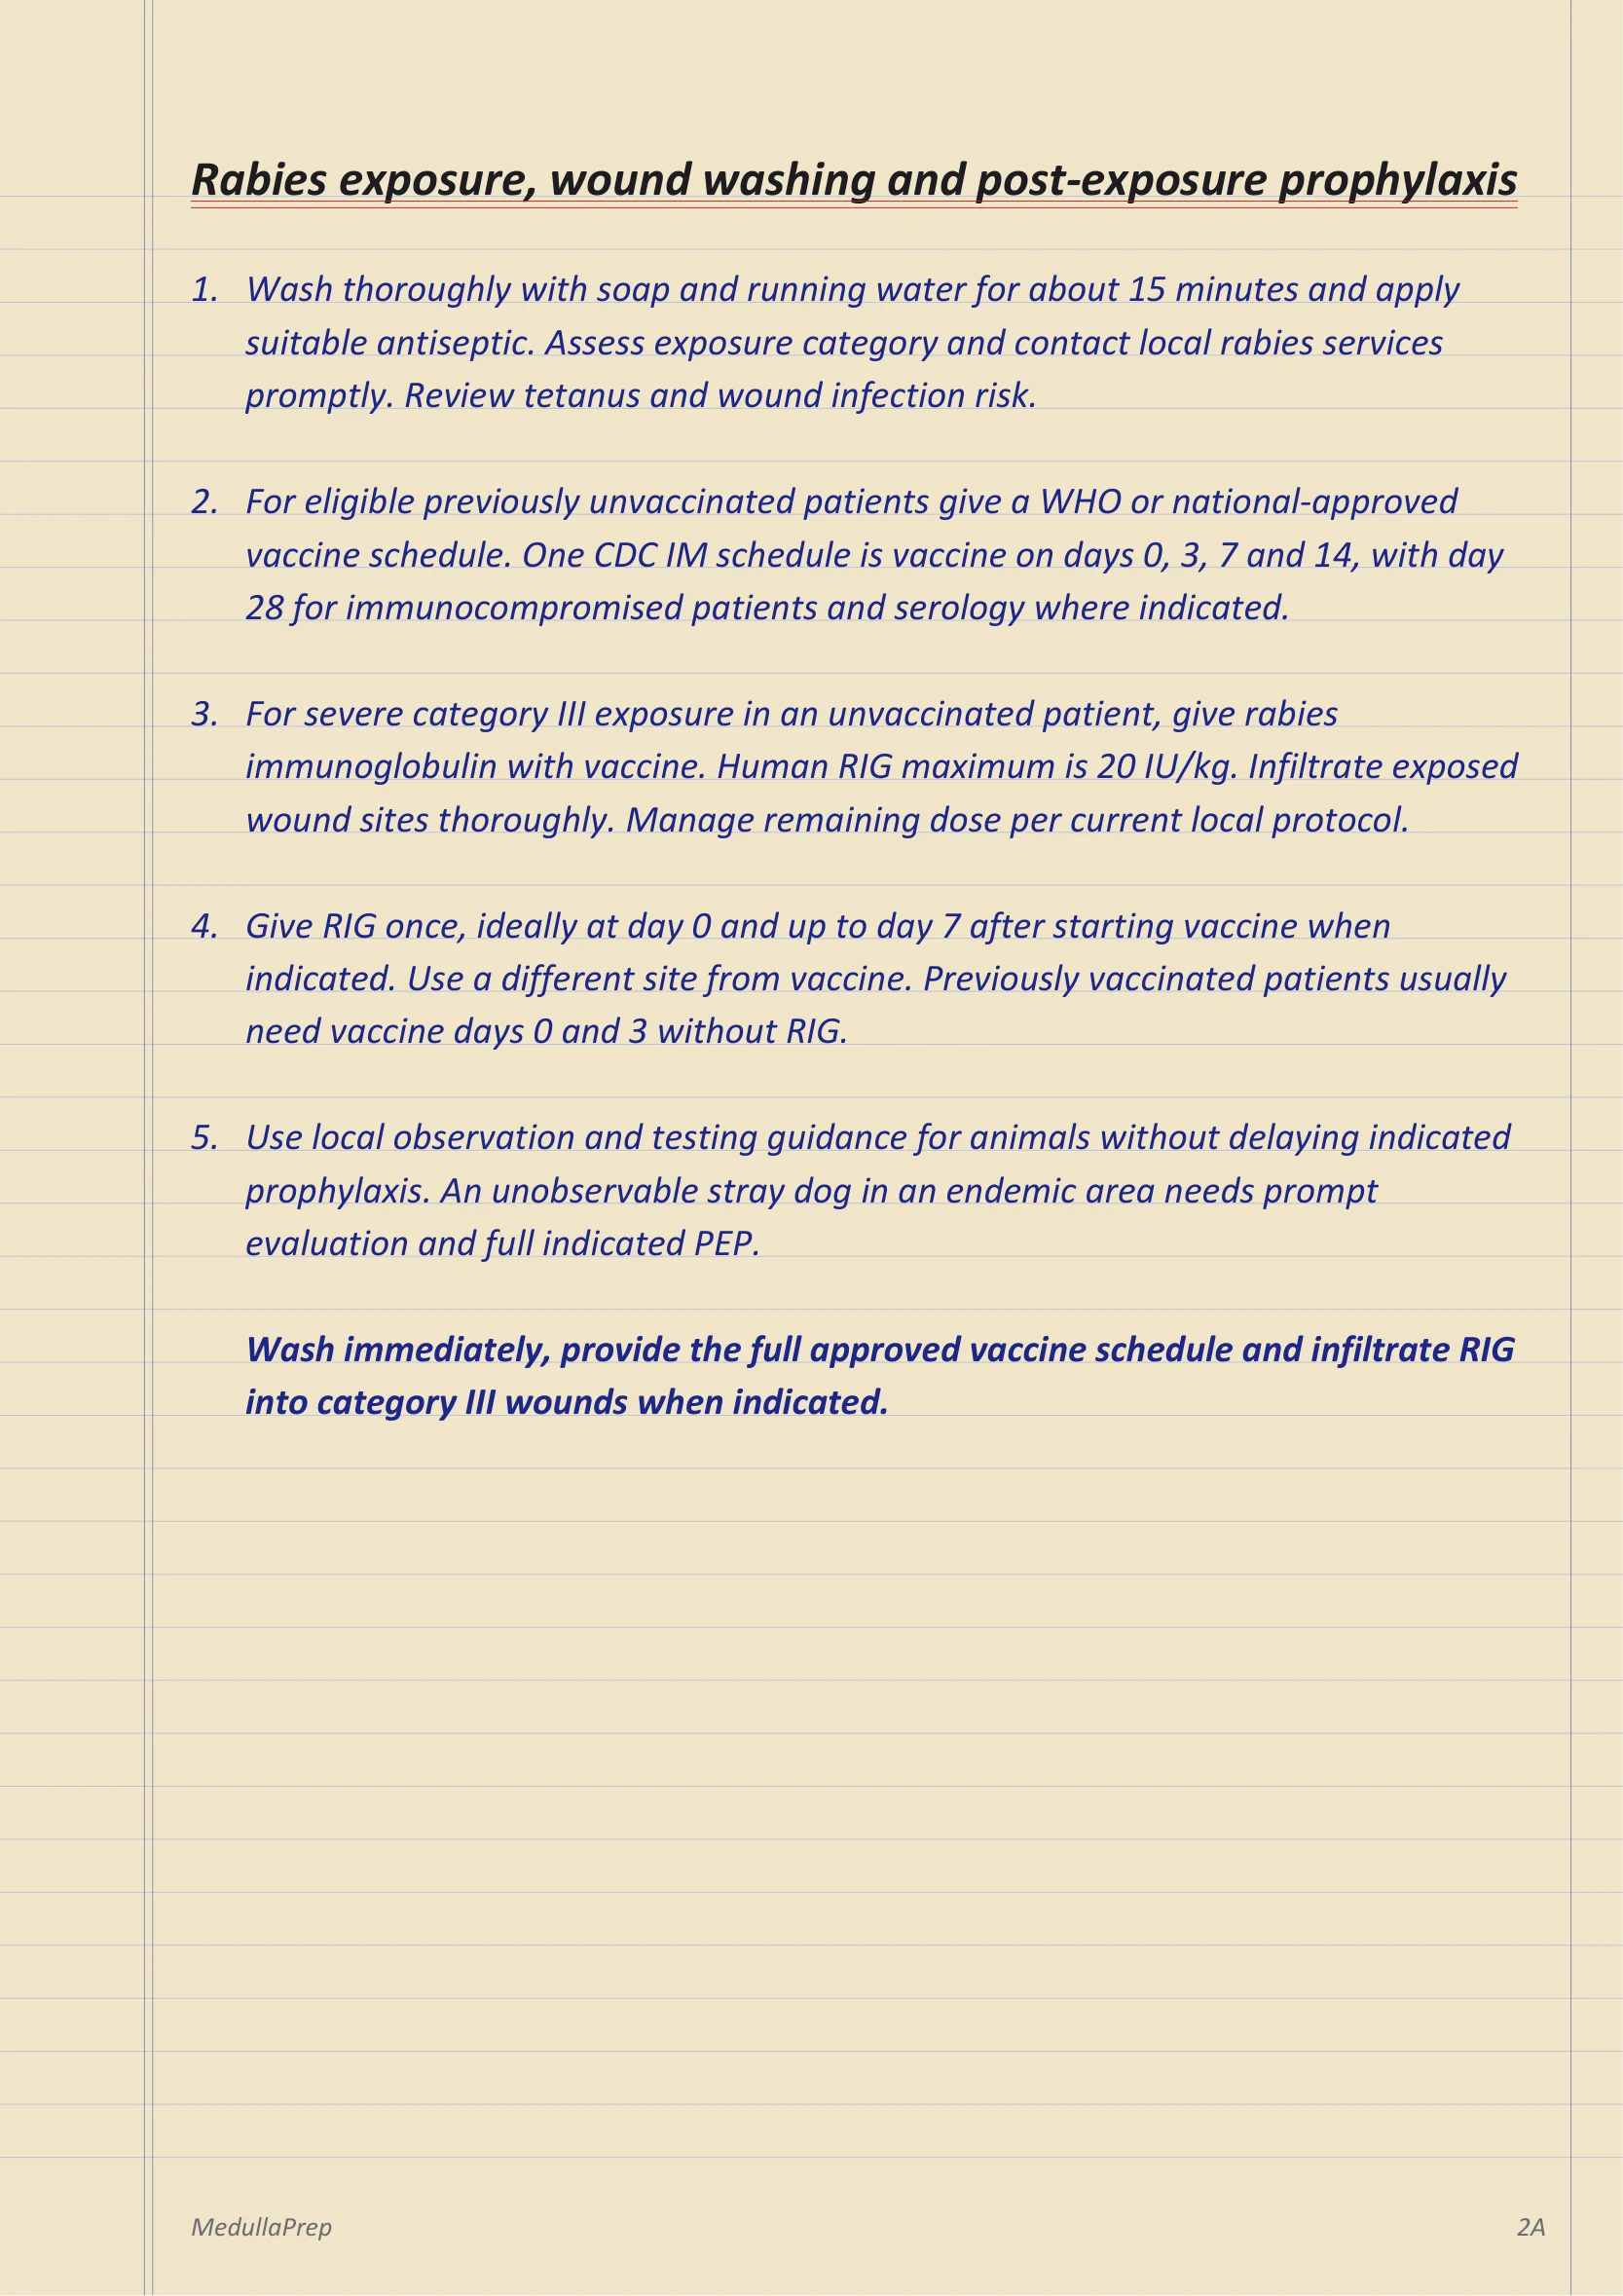 Rabies exposure, wound washing and post-exposure prophylaxis
1. Wash thoroughly with soap and running water for about 15 minutes and apply
suitable antiseptic. Assess exposure category and contact local rabies services
promptly. Review tetanus and wound infection risk.
2. For eligible previously unvaccinated patients give a WHO or national-approved
vaccine schedule. One CDC IM schedule is vaccine on days 0, 3, 7 and 14, with day
28 for immunocompromised patients and serology where indicated.
3. For severe category III exposure in an unvaccinated patient, give rabies
immunoglobulin with vaccine. Human RIG maximum is 20 IU/kg. Infiltrate exposed
wound sites thoroughly. Manage remaining dose per current local protocol.
4. Give RIG once, ideally at day 0 and up to day 7 after starting vaccine when
indicated. Use a different site from vaccine. Previously vaccinated patients usually
need vaccine days 0 and 3 without RIG.
5. Use local observation and testing guidance for animals without delaying indicated
prophylaxis. An unobservable stray dog in an endemic area needs prompt
evaluation and full indicated PEP.
Wash immediately, provide the full approved vaccine schedule and infiltrate RIG
into category III wounds when indicated.
MedullaPrep
2A